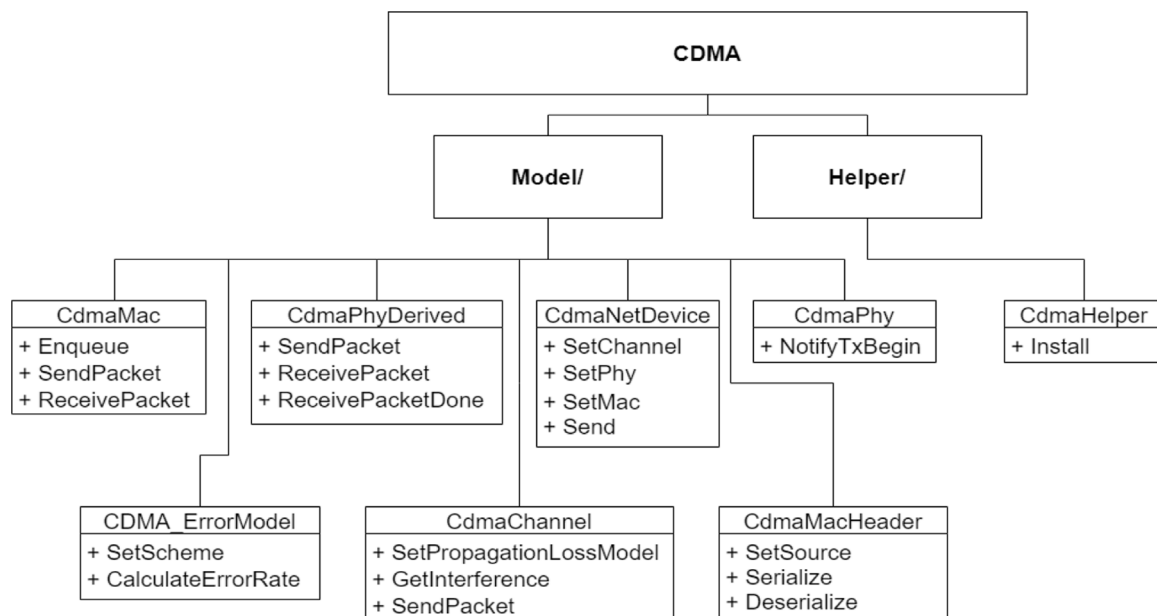 CDMA
Model/
Helper/
CdmaMac
+ Enqueue
+ SendPacket
+ ReceivePacket
CdmaPhyDerived
+ SendPacket
+ ReceivePacket
+ ReceivePacketDone
CdmaNetDevice
+ SetChannel
+ SetPhy
+ SetMac
+ Send
CdmaPhy
+ NotifyTxBegin
CdmaHelper
+ Install
CDMA_ErrorModel
+ SetScheme
+ CalculateErrorRate
CdmaChannel
+ SetPropagationLossModel
+ GetInterference
+ SendPacket
CdmaMacHeader
+ SetSource
+ Serialize
+ Deserialize